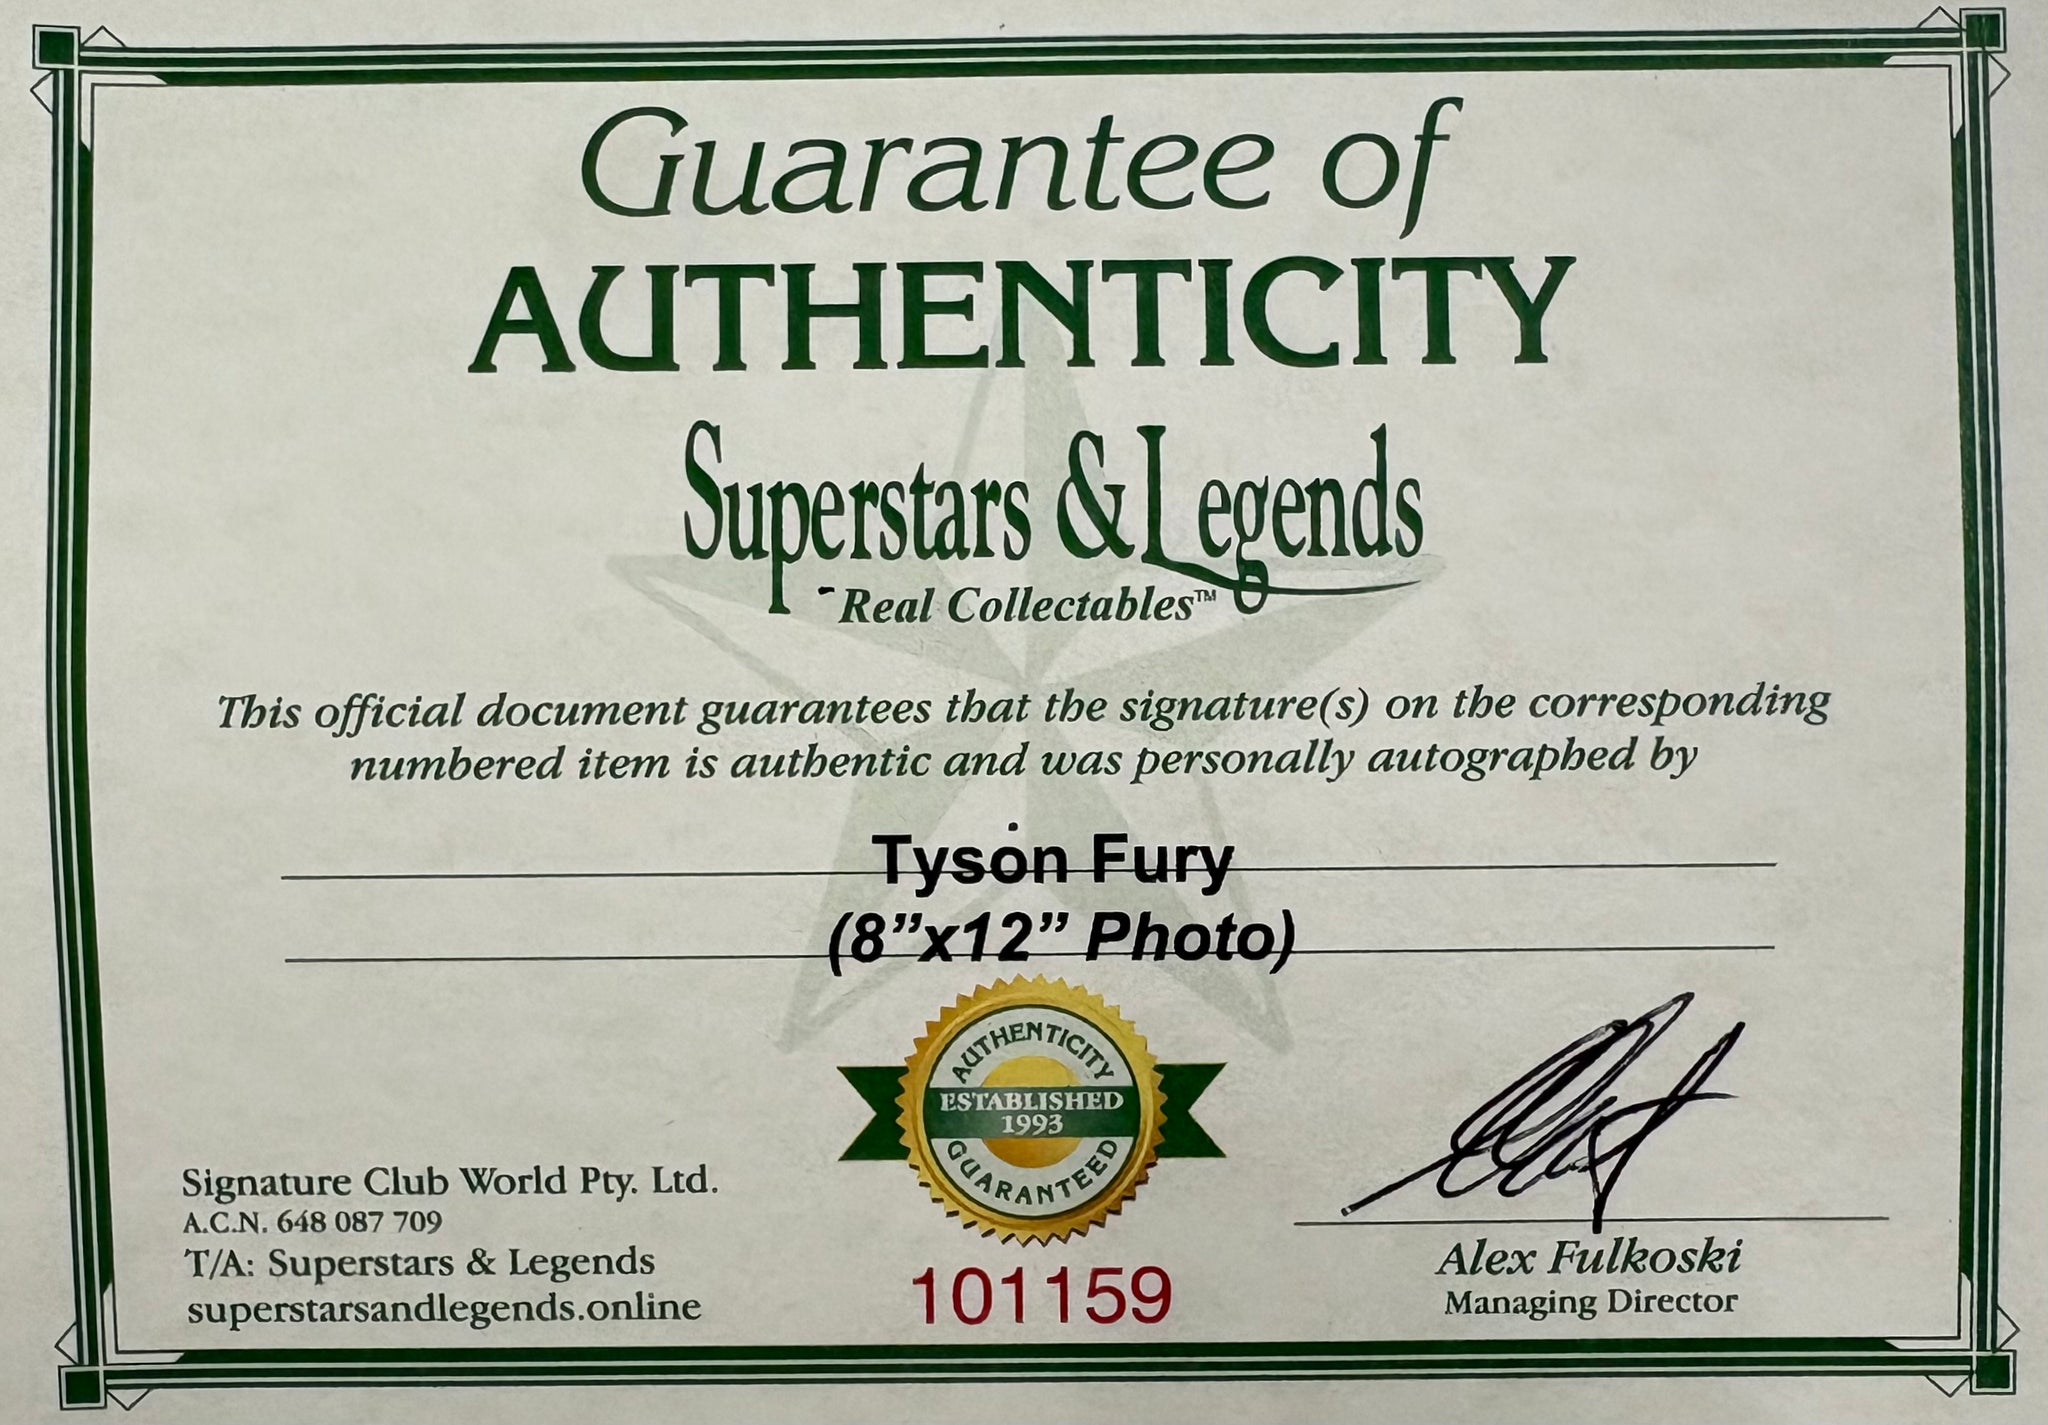 Guarantee of
AUTHENTICITY
Superstars & Legends
Real Collectables™
This official document guarantees that the signature(s) on the corresponding
numbered item is authentic and was personally autographed by
Tyson Fury
(8”x12” Photo)
AUTHENTICITY
ESTABLISHED
1993
GUARANTEED
101159
Signature Club World Pty. Ltd.
A.C.N. 648 087 709
T/A: Superstars & Legends
superstarsandlegends.online
Alex Fulkoski
Managing Director